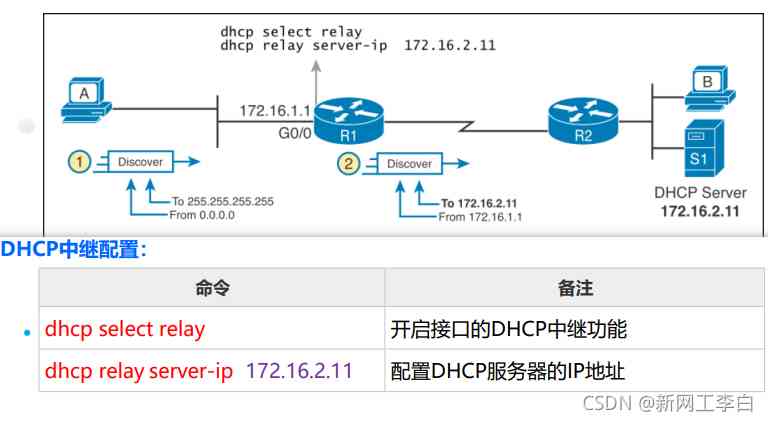 dhcp select relay
dhcp relay server-ip 172.16.2.11
A
B
172.16.1.1
G0/0
R1
R2
S1
1 Discover
2 Discover
DHCP Server
172.16.2.11
To 255.255.255.255
From 0.0.0.0
To 172.16.2.11
From 172.16.1.1
DHCP中继配置：
命令 备注
dhcp select relay 开启接口的DHCP中继功能
dhcp relay server-ip 172.16.2.11 配置DHCP服务器的IP地址
CSDN @新网工李白